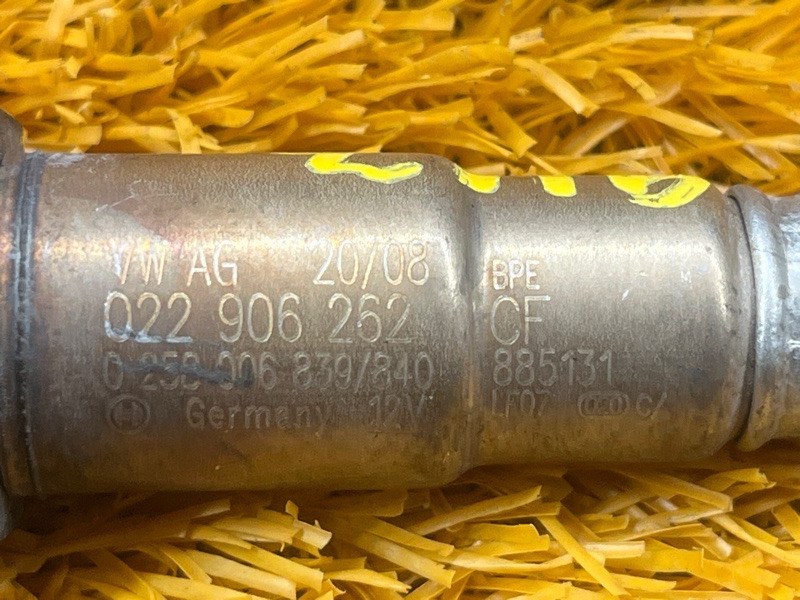 VW AG 20/08 BPE
022 906 262 CF
0 258 006 839/840 885131
Germany 12V LF07